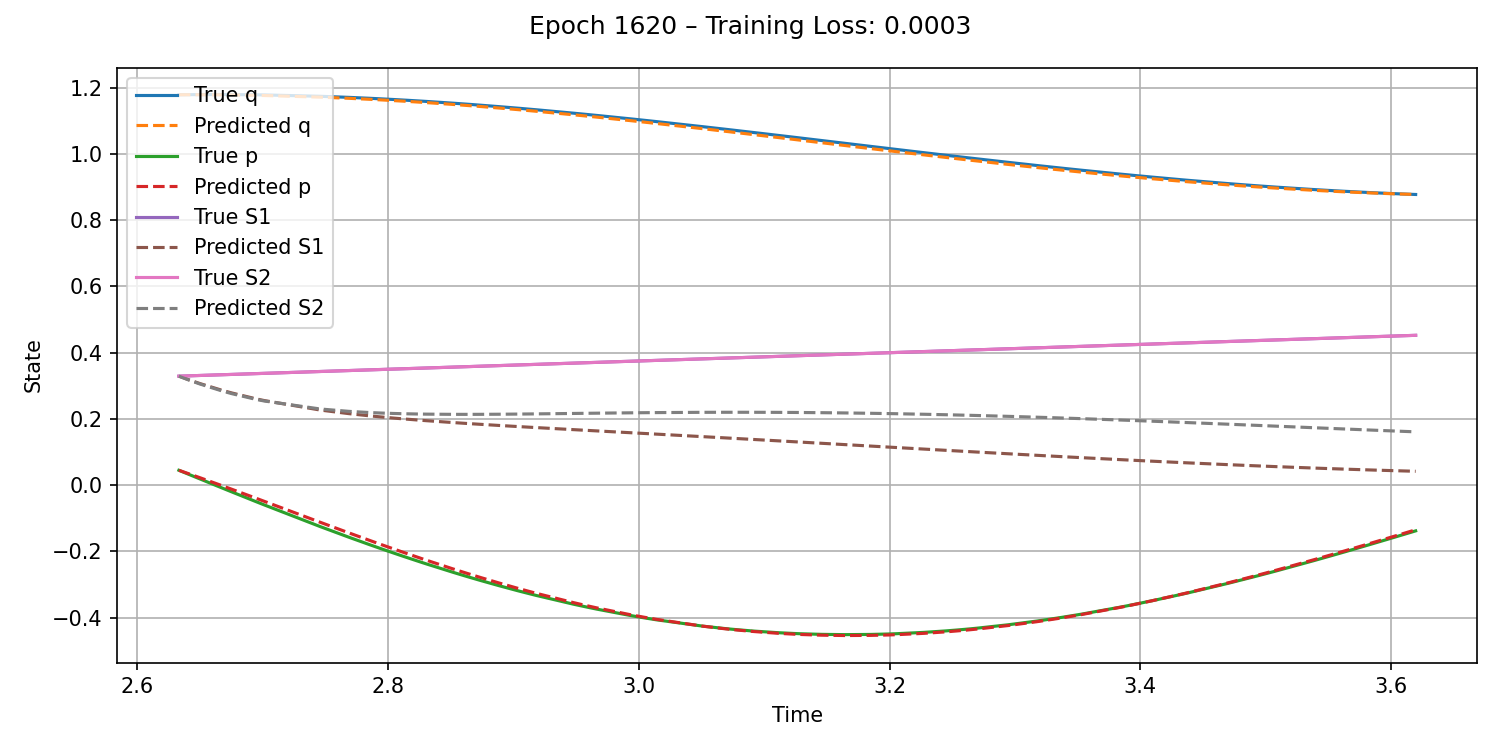 Epoch 1620 – Training Loss: 0.0003
True q
Predicted q
True p
Predicted p
True S1
Predicted S1
True S2
Predicted S2
State
1.2
1.0
0.8
0.6
0.4
0.2
0.0
−0.2
−0.4
2.6
2.8
3.0
3.2
3.4
3.6
Time